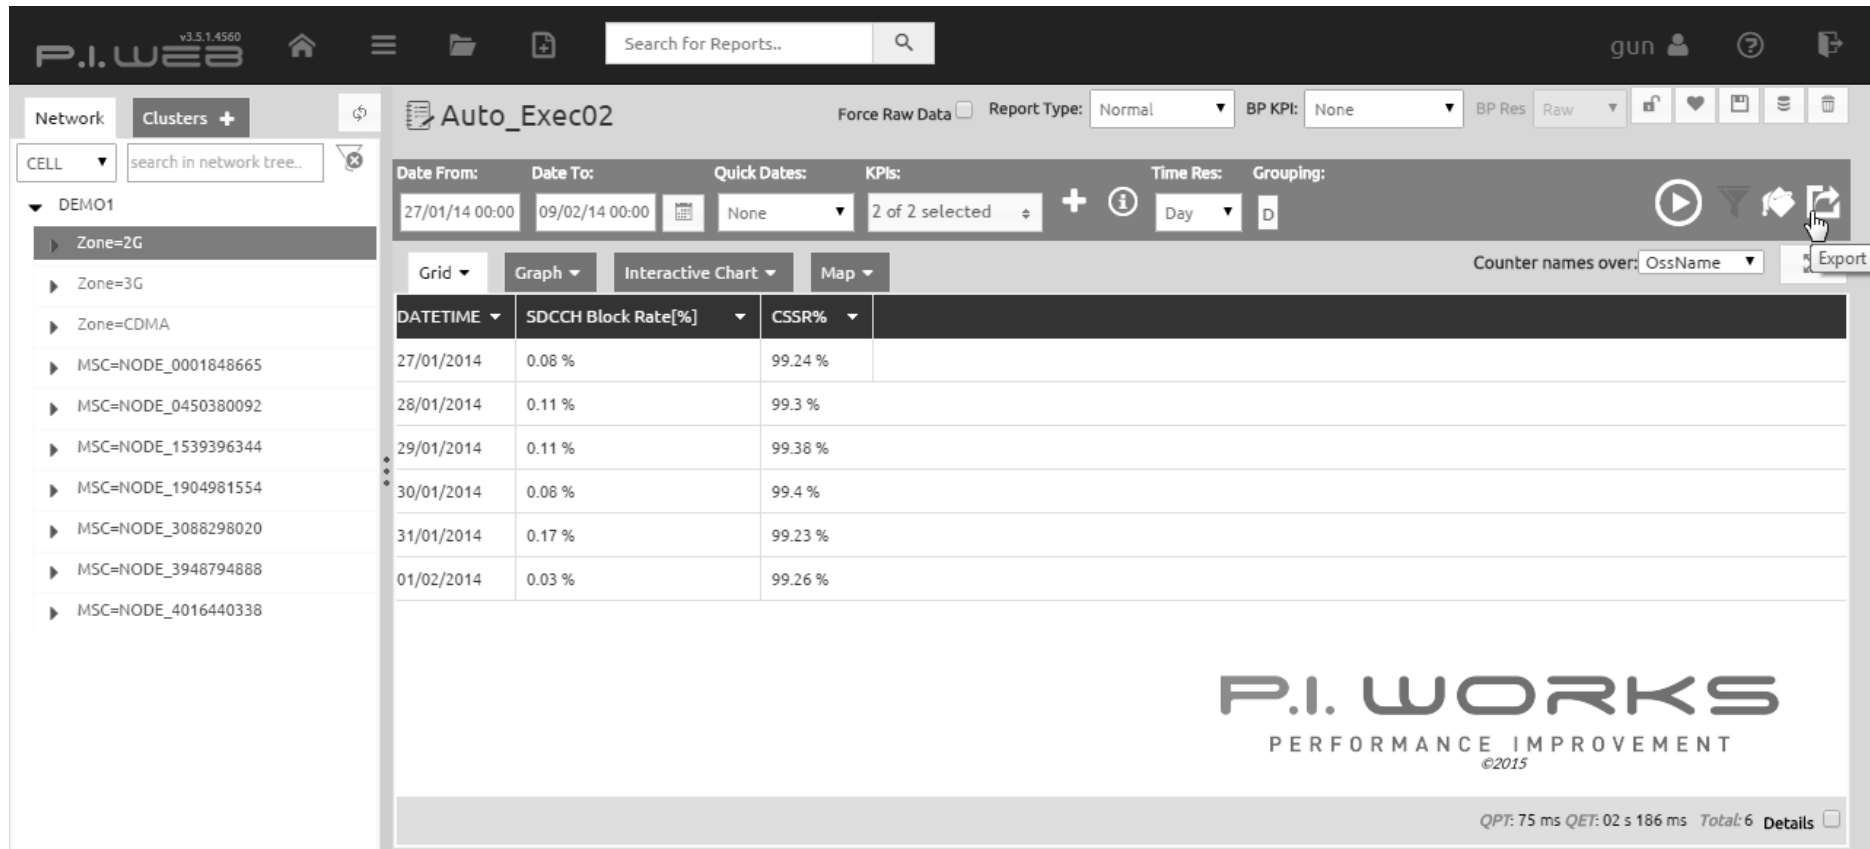 P.I.WEB v3.5.1.4560
Search for Reports..
gun
Network
Clusters +
Auto_Exec02
Force Raw Data
Report Type: Normal
BP KPI: None
BP Res Raw
CELL
search in network tree..
Date From:
Date To:
Quick Dates:
KPIs:
Time Res:
Grouping:
27/01/14 00:00
09/02/14 00:00
None
2 of 2 selected
Day
D
DEMO1
Zone=2G
Zone=3G
Zone=CDMA
MSC=NODE_0001848665
MSC=NODE_0450380092
MSC=NODE_1539396344
MSC=NODE_1904981554
MSC=NODE_3088298020
MSC=NODE_3948794888
MSC=NODE_4016440338
Grid
Graph
Interactive Chart
Map
Counter names over: OssName
Export
DATETIME SDCCH Block Rate[%] CSSR%
27/01/2014 0.08 % 99.24 %
28/01/2014 0.11 % 99.3 %
29/01/2014 0.11 % 99.38 %
30/01/2014 0.08 % 99.4 %
31/01/2014 0.17 % 99.23 %
01/02/2014 0.03 % 99.26 %
P.I. WORKS
PERFORMANCE IMPROVEMENT
©2015
QPT: 75 ms QET: 02 s 186 ms Total: 6 Details